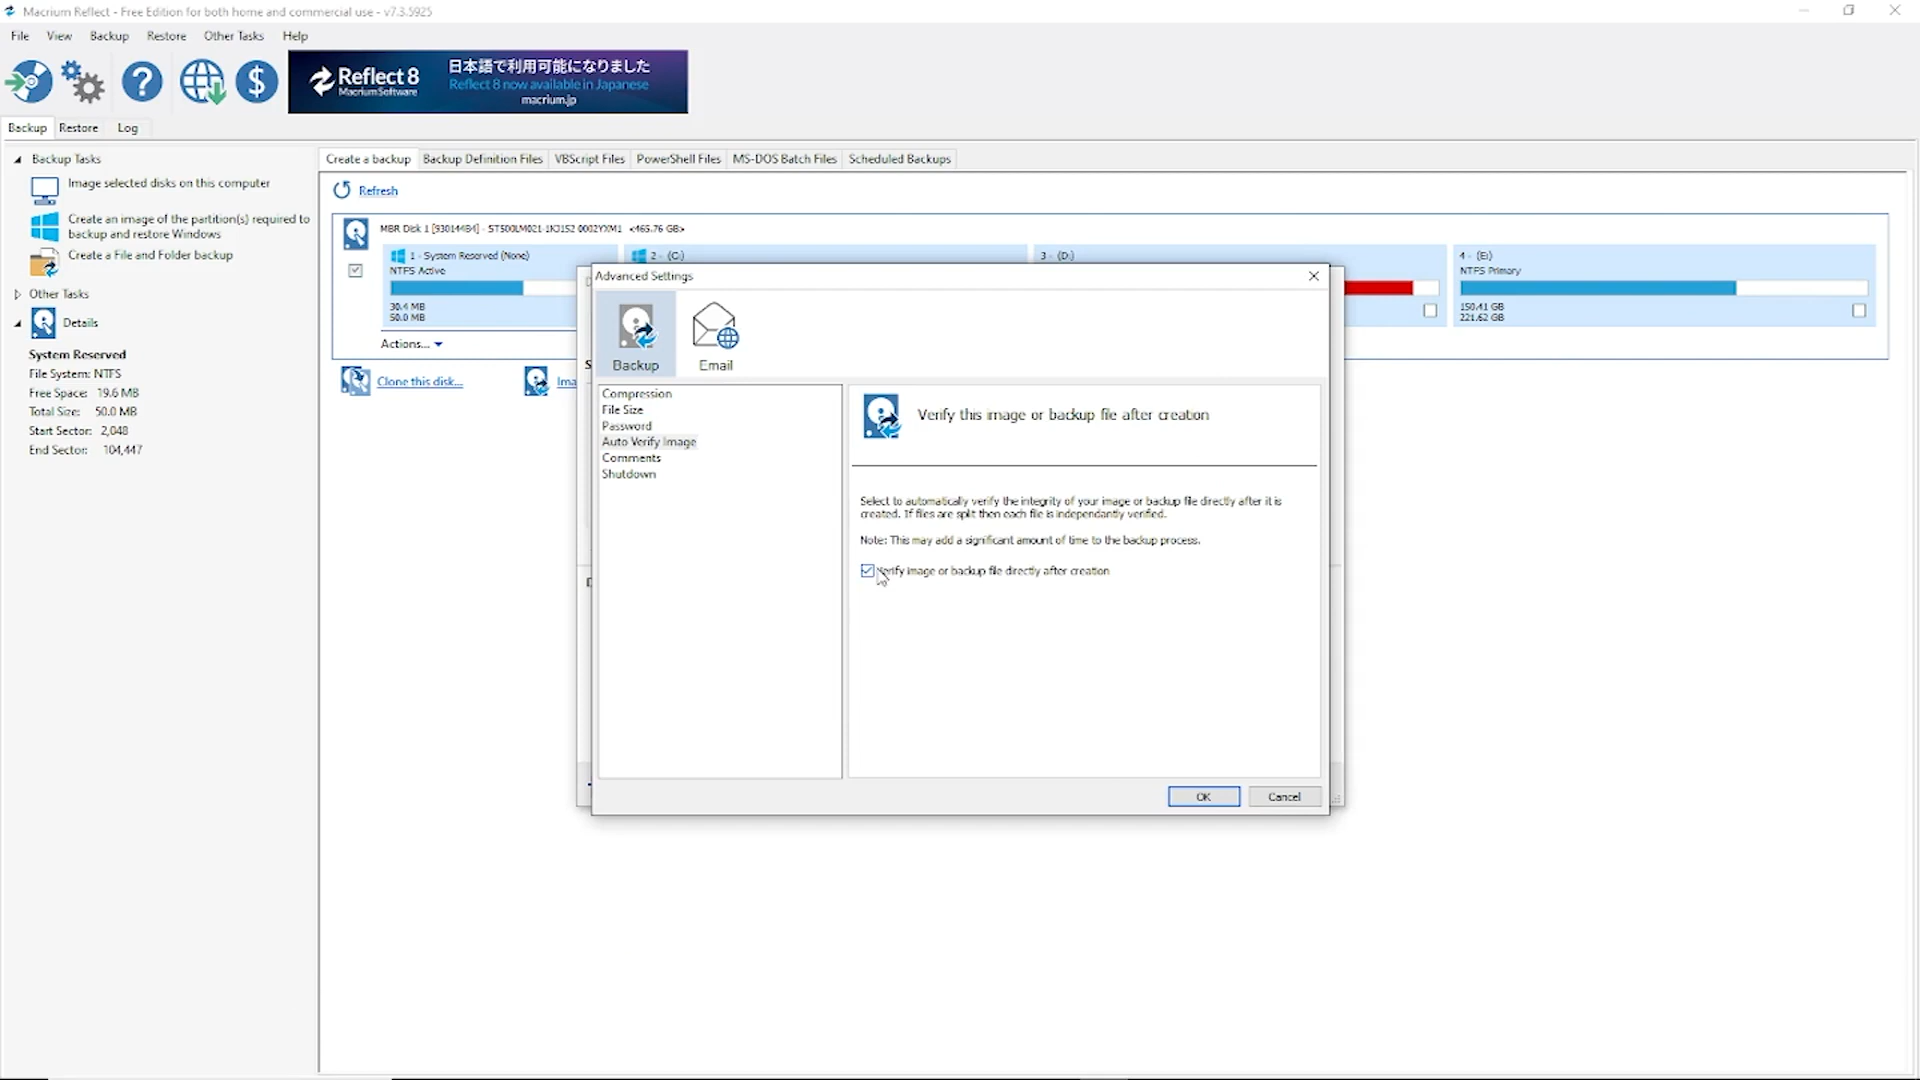 Macrium Reflect - Free Edition for both home and commercial use - v7.3.5925
File View Backup Restore Other Tasks Help
Reflect 8
Macrium Software
日本語で利用可能になりました
Reflect 8 now available in Japanese
macrium.jp
Backup Restore Log
Backup Tasks
Image selected disks on this computer
Create an image of the partition(s) required to
backup and restore Windows
Create a File and Folder backup
Other Tasks
Details
System Reserved
File System: NTFS
Free Space: 19.6 MB
Total Size: 50.0 MB
Start Sector: 2,048
End Sector: 104,447
Create a backup Backup Definition Files VBScript Files PowerShell Files MS-DOS Batch Files Scheduled Backups
Refresh
MBR Disk 1 [930144B4] - ST500LM021-1KJ152 0002YXM1 <465.76 GB>
1 - System Reserved (None)
NTFS Active
30.4 MB
50.0 MB
2 - (C:)
3 - (D:)
4 - (E:)
NTFS Primary
150.41 GB
221.62 GB
Actions...
Clone this disk...
Ima
Advanced Settings
Backup
Email
Compression
File Size
Password
Auto Verify Image
Comments
Shutdown
Verify this image or backup file after creation
Select to automatically verify the integrity of your image or backup file directly after it is
created. If files are split then each file is independantly verified.
Note: This may add a significant amount of time to the backup process.
Verify image or backup file directly after creation
OK
Cancel